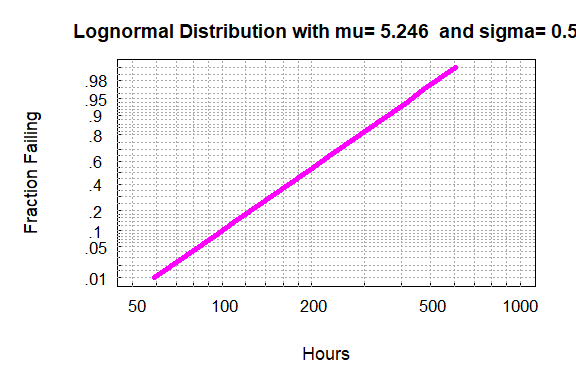 Lognormal Distribution with mu= 5.246 and sigma= 0.5
.98
.95
.9
.8
.6
.4
.2
.1
.05
.01
Fraction Failing
50 100 200 500 1000
Hours